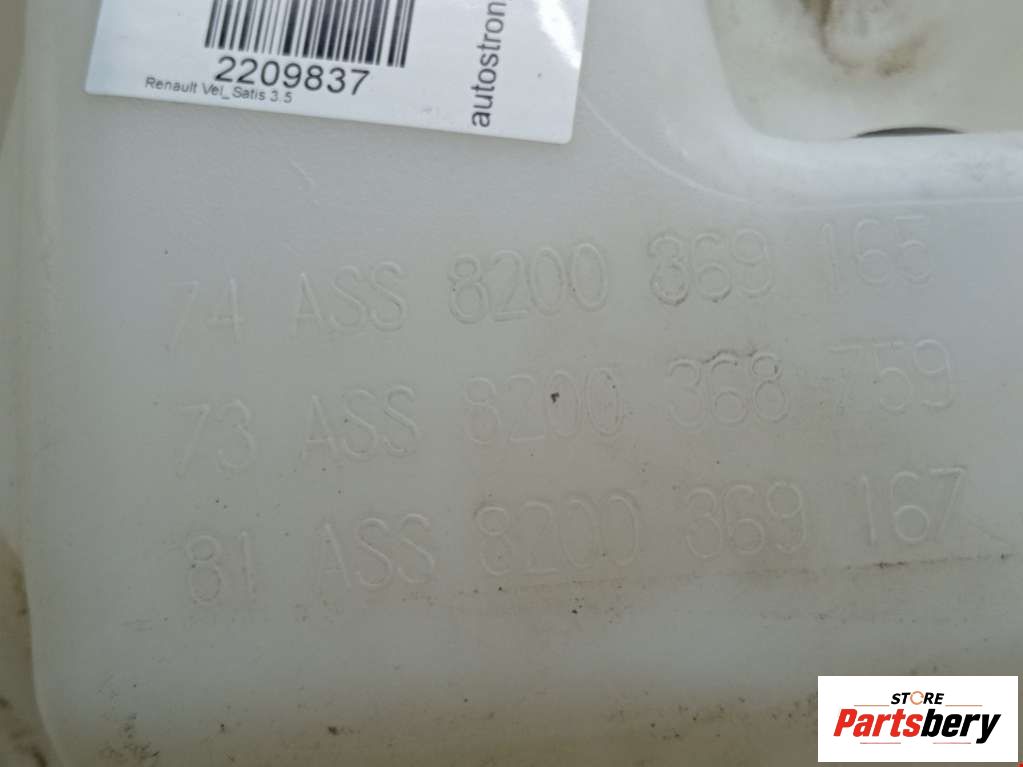 2209837
Renault Vel_Satis 3.5
autostron
74 ASS 8200 369 165
73 ASS 8200 368 759
81 ASS 8200 369 167
STORE
Partsbery